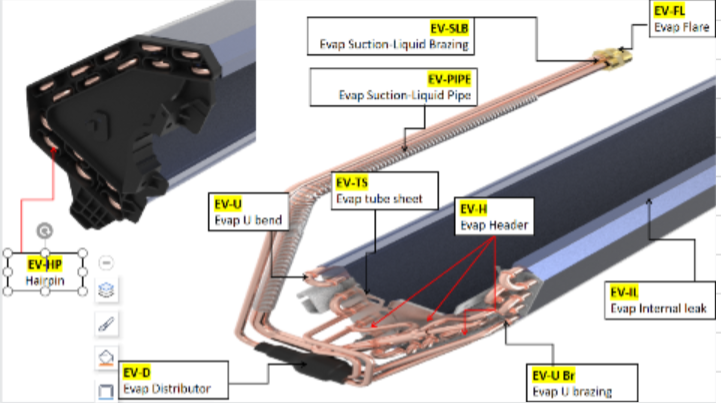 EV-FL
Evap Flare
EV-SLB
Evap Suction-Liquid Brazing
EV-PIPE
Evap Suction-Liquid Pipe
EV-TS
Evap tube sheet
EV-U
Evap U bend
EV-H
Evap Header
EV-HP
Hairpin
EV-IL
Evap Internal leak
EV-D
Evap Distributor
EV-U Br
Evap U brazing